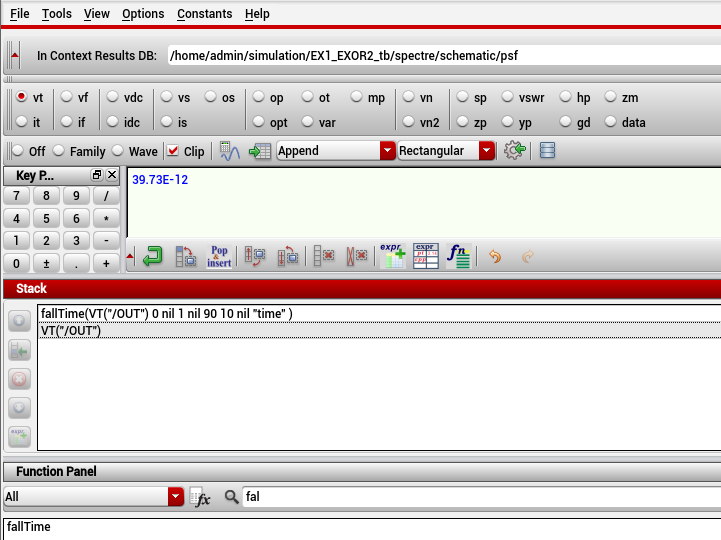 File Tools View Options Constants Help
In Context Results DB: /home/admin/simulation/EX1_EXOR2_tb/spectre/schematic/psf
vt vf vdc vs os op ot mp vn sp vswr hp zm
it if idc is opt var vn2 zp yp gd data
Off Family Wave Clip Append Rectangular
Key P...
7 8 9 /
4 5 6 *
1 2 3 -
0 ± . +
39.73E-12
Pop & insert
expr
expr
fn
Stack
fallTime(VT("/OUT") 0 nil 1 nil 90 10 nil "time" )
VT("/OUT")
expr
Function Panel
All fx fal
fallTime